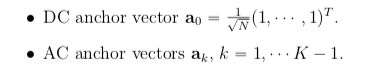 • DC anchor vector a₀ = 1/√N (1, ⋯ , 1)ᵀ.
• AC anchor vectors aₖ, k = 1, ⋯ K − 1.